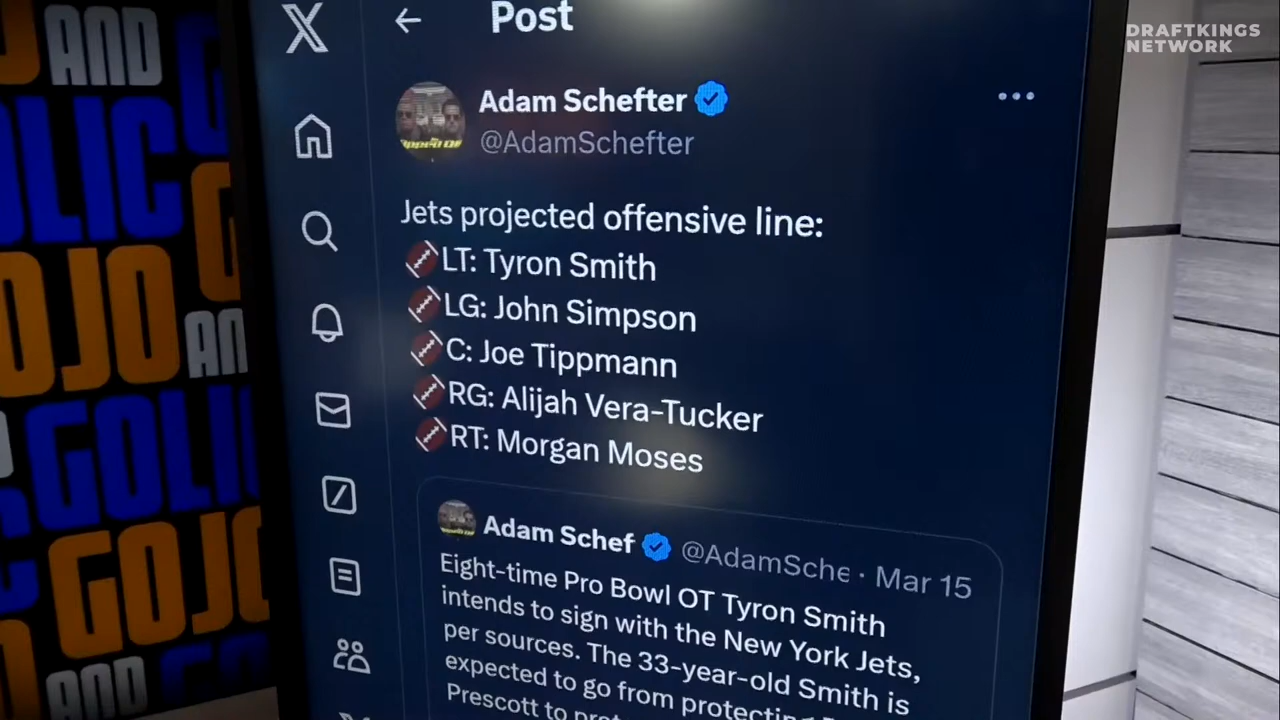 DRAFTKINGS
NETWORK
AND
GOLIC
GOJO
AND
GOLIC
GOJO
AND
X
Post
Adam Schefter
@AdamSchefter
Jets projected offensive line:
🏈LT: Tyron Smith
🏈LG: John Simpson
🏈C: Joe Tippmann
🏈RG: Alijah Vera-Tucker
🏈RT: Morgan Moses
Adam Schef @AdamSche · Mar 15
Eight-time Pro Bowl OT Tyron Smith
intends to sign with the New York Jets,
per sources. The 33-year-old Smith is
expected to go from protecting
Prescott to